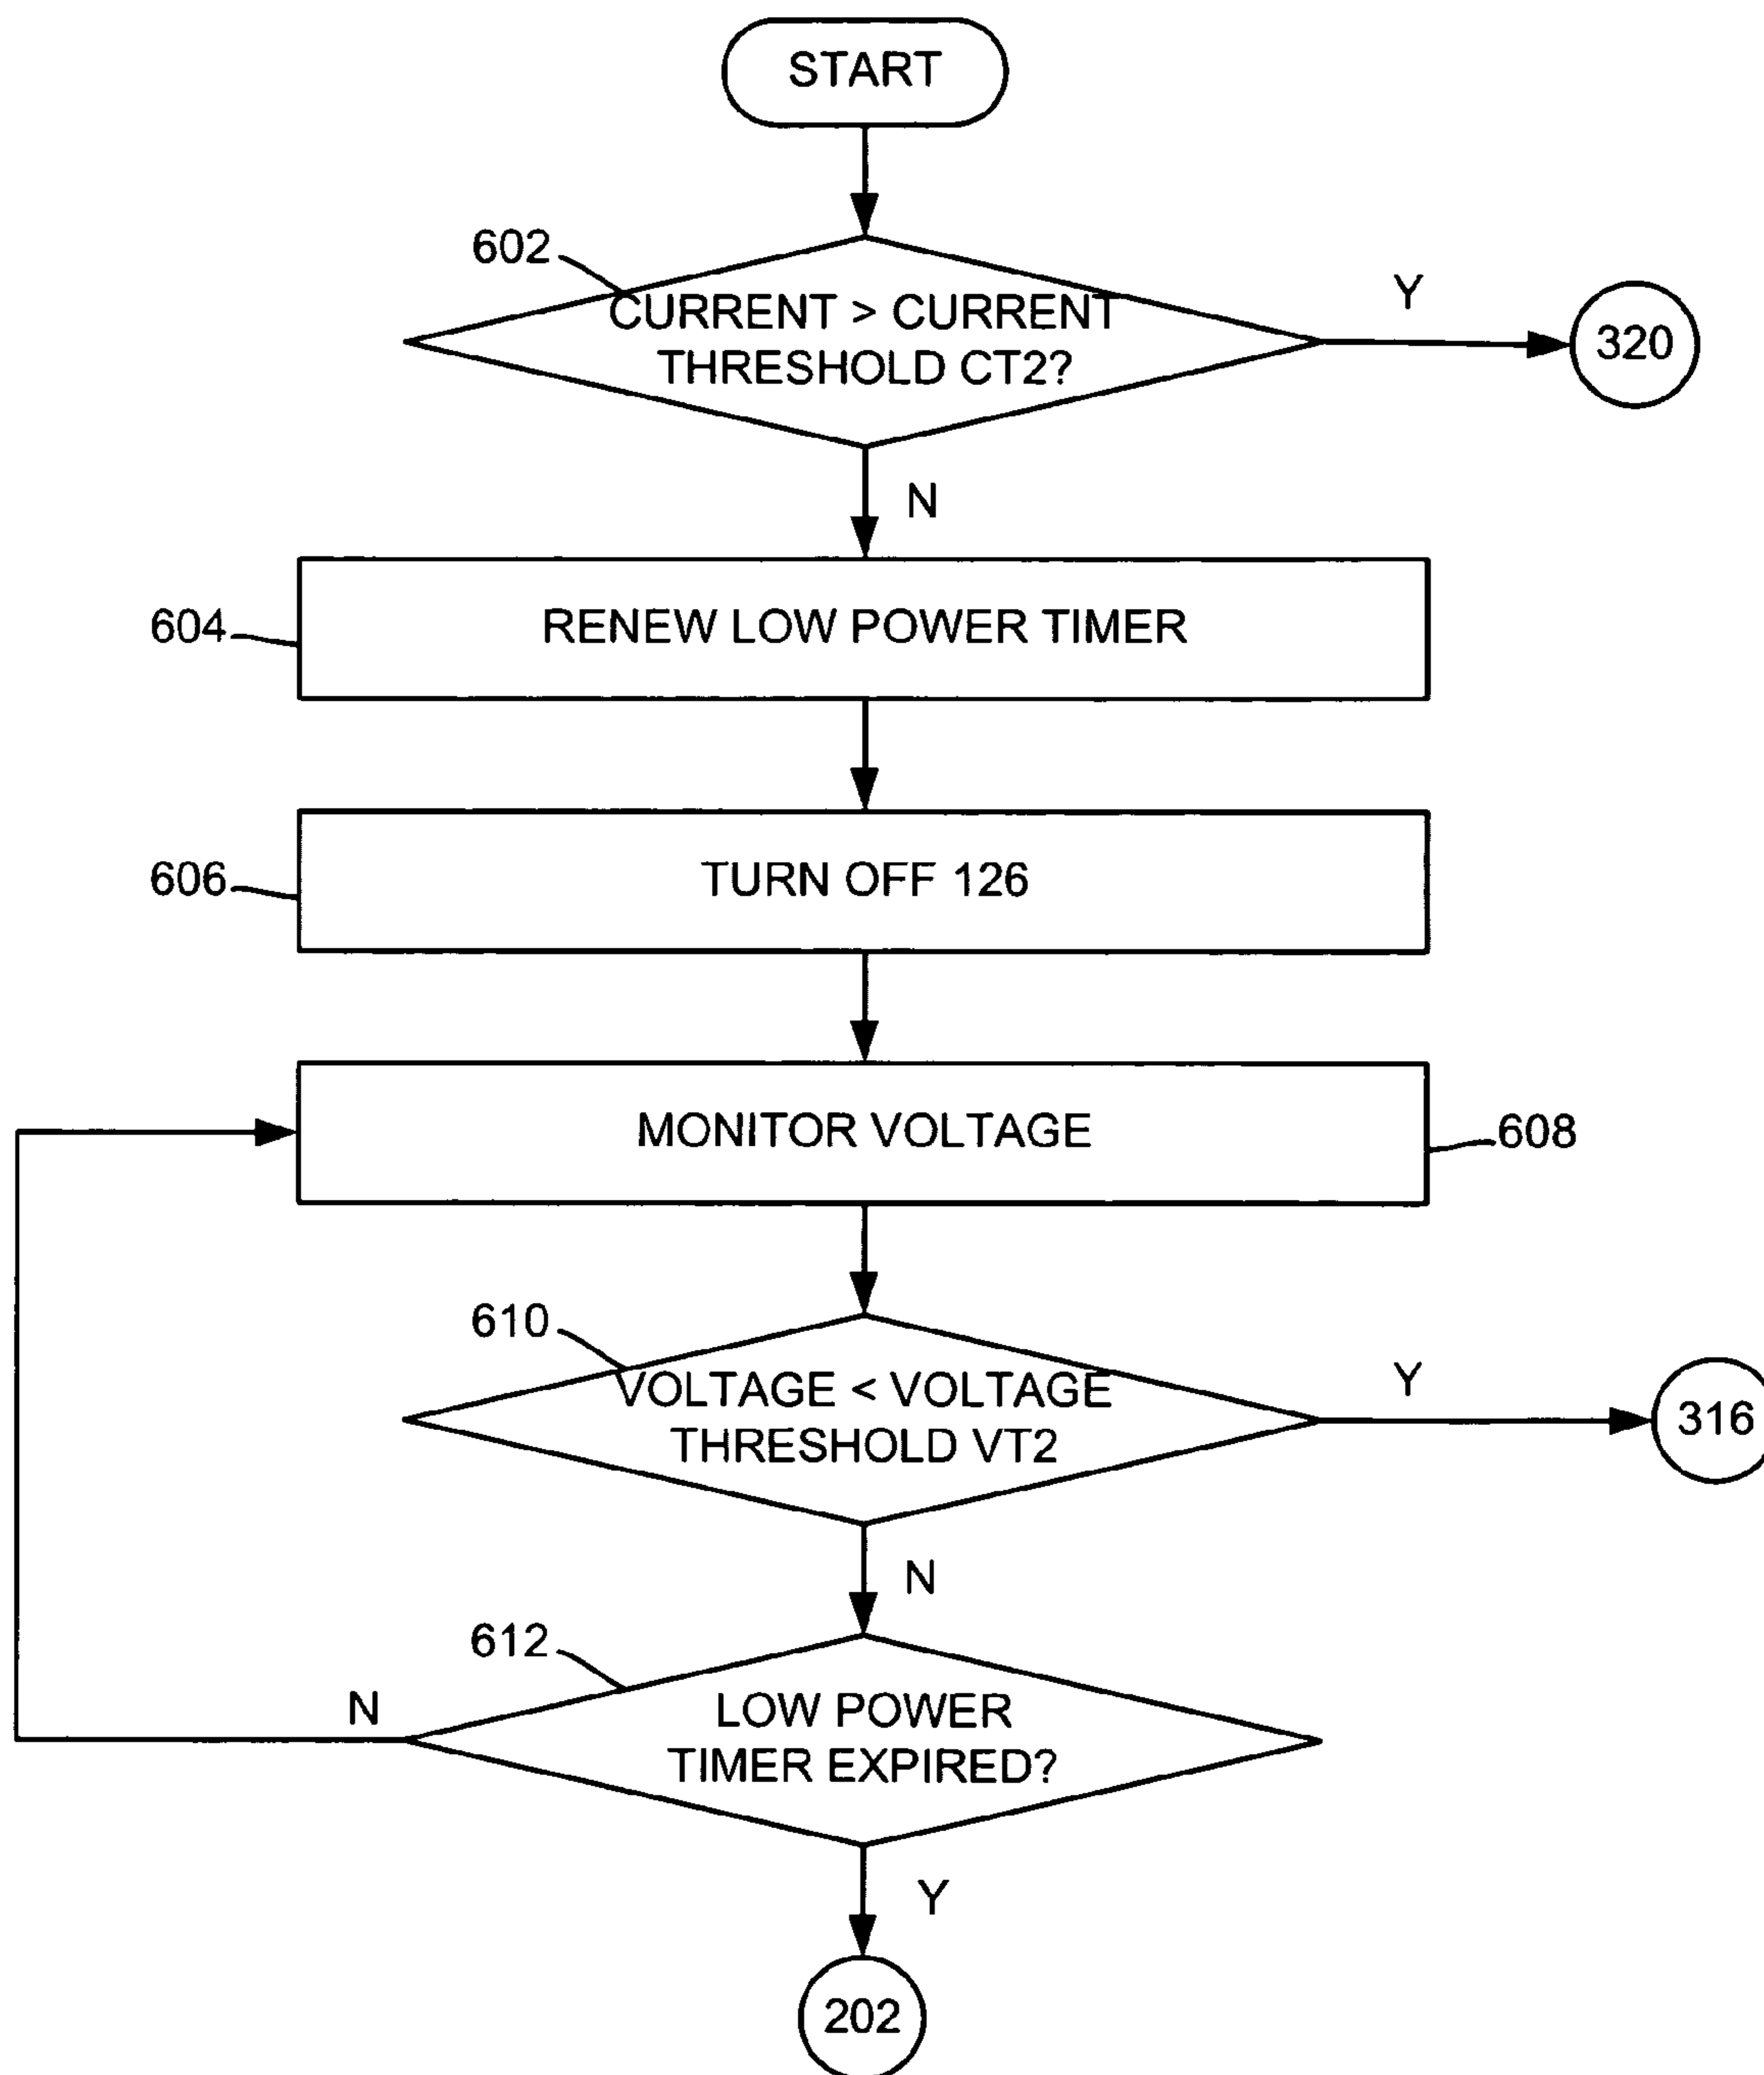 START
602
CURRENT > CURRENT
THRESHOLD CT2?
Y
320
N
604
RENEW LOW POWER TIMER
606
TURN OFF 126
MONITOR VOLTAGE
608
610
VOLTAGE < VOLTAGE
THRESHOLD VT2
Y
316
N
612
LOW POWER
TIMER EXPIRED?
N
Y
202